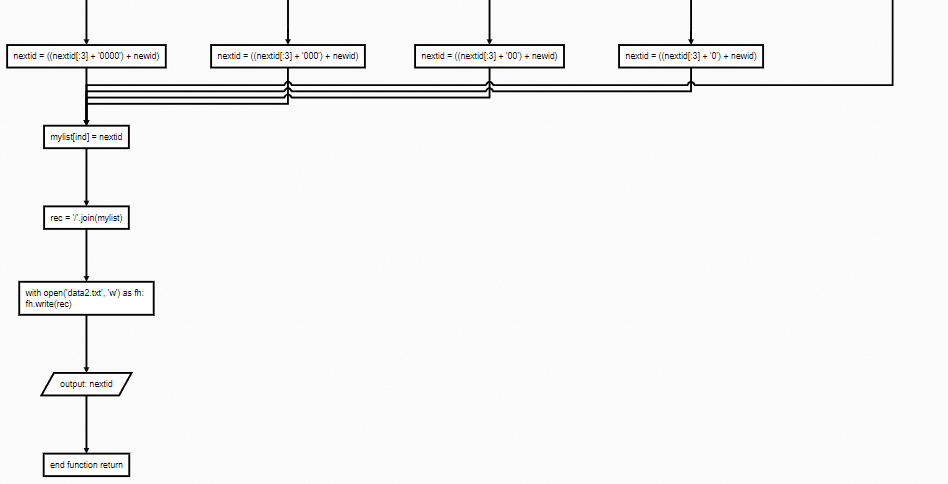 nextid = ((nextid[:3] + '0000') + newid)
nextid = ((nextid[:3] + '000') + newid)
nextid = ((nextid[:3] + '00') + newid)
nextid = ((nextid[:3] + '0') + newid)
mylist[ind] = nextid
rec = '/'.join(mylist)
with open('data2.txt', 'w') as fh:
fh.write(rec)
output: nextid
end function return